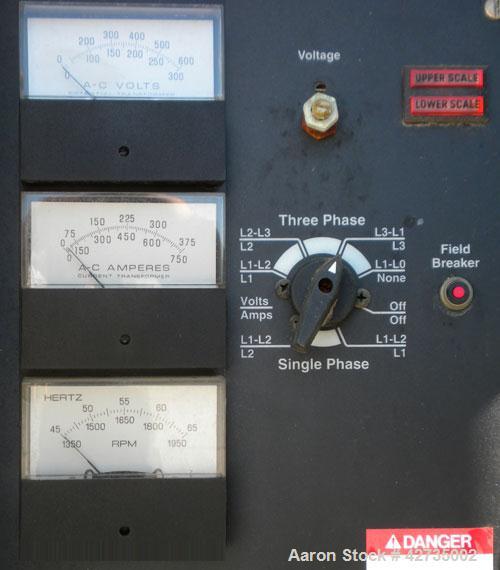 200 300 400 500 600
0 100 150 200 250 300
0
A-C VOLTS
POTENTIAL TRANSFORMER
75 150 225 300 375
0 150 300 450 600 750
0
A-C AMPERES
CURRENT TRANSFORMER
HERTZ
45 50 55 60 65
1350 1500 1650 1800 1950
RPM
Voltage
UPPER SCALE
LOWER SCALE
Three Phase
L2-L3
L2
L3-L1
L3
L1-L2
L1
L1-L0
None
Volts
Amps
Off
Off
L1-L2
L2
L1-L2
L1
Single Phase
Field
Breaker
DANGER
Aaron Stock # 42735002